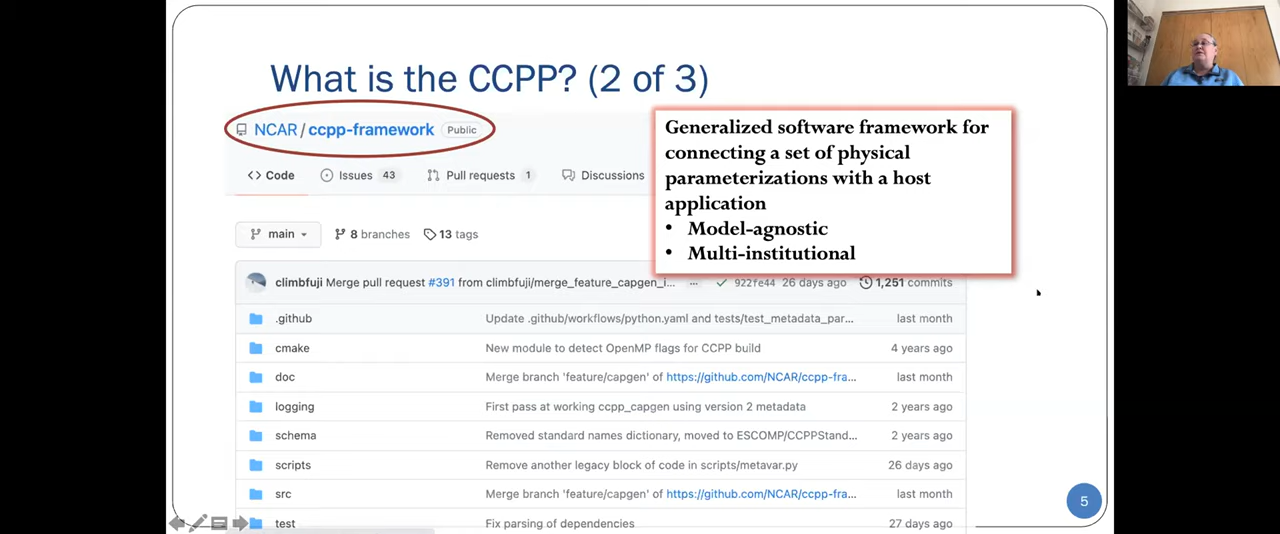 What is the CCPP? (2 of 3)
NCAR / ccpp-framework Public
<> Code Issues 43 Pull requests 1 Discussions
Generalized software framework for
connecting a set of physical
parameterizations with a host
application
• Model-agnostic
• Multi-institutional
main 8 branches 13 tags
climbfuji Merge pull request #391 from climbfuji/merge_feature_capgen_i... ... 922fe44 26 days ago 1,251 commits
.github Update .github/workflows/python.yaml and tests/test_metadata_par... last month
cmake New module to detect OpenMP flags for CCPP build 4 years ago
doc Merge branch 'feature/capgen' of https://github.com/NCAR/ccpp-fra... last month
logging First pass at working ccpp_capgen using version 2 metadata 2 years ago
schema Removed standard names dictionary, moved to ESCOMP/CCPPStand... 2 years ago
scripts Remove another legacy block of code in scripts/metavar.py 26 days ago
src Merge branch 'feature/capgen' of https://github.com/NCAR/ccpp-fra... last month
test Fix parsing of dependencies 27 days ago
5